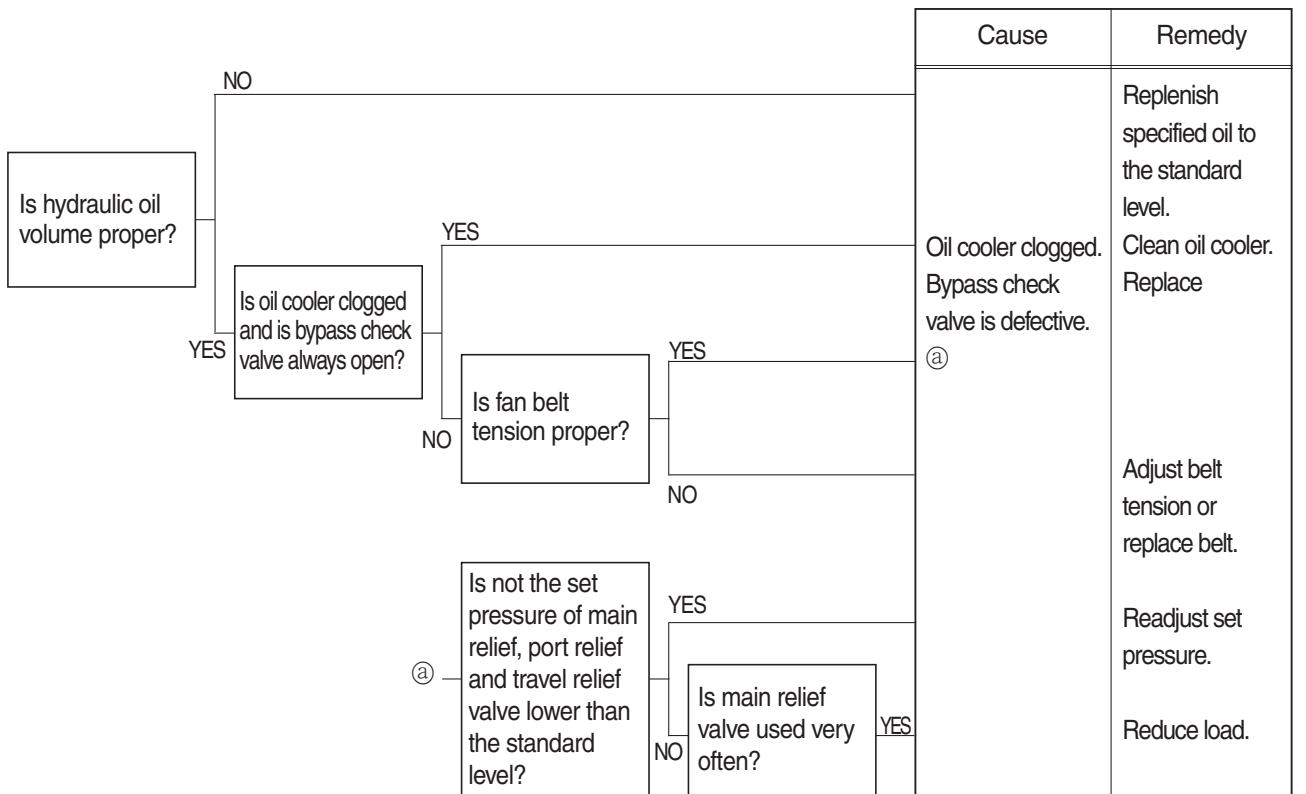 Cause
Remedy
NO
Replenish
specified oil to
the standard
level.
Is hydraulic oil
volume proper?
YES
Oil cooler clogged.
Clean oil cooler.
Bypass check
Replace
valve is defective.
ⓐ
YES
Is oil cooler clogged
and is bypass check
valve always open?
YES
NO
Is fan belt
tension proper?
NO
Adjust belt
tension or
replace belt.
ⓐ
Is not the set
pressure of main
relief, port relief
and travel relief
valve lower than
the standard
level?
YES
Readjust set
pressure.
NO
Is main relief
valve used very
often?
YES
Reduce load.